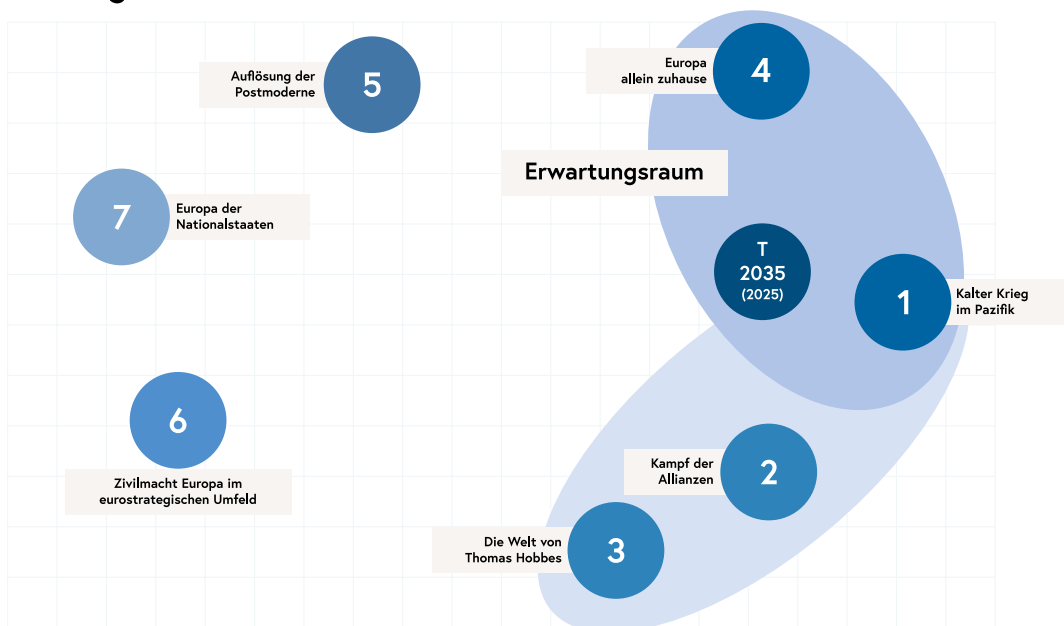 5
Auflösung der
Postmoderne
4
Europa
allein zuhause
Erwartungsraum
7
Europa der
Nationalstaaten
T
2035
(2025)
1
Kalter Krieg
im Pazifik
6
Zivilmacht Europa im
eurostrategischen Umfeld
2
Kampf der
Allianzen
3
Die Welt von
Thomas Hobbes